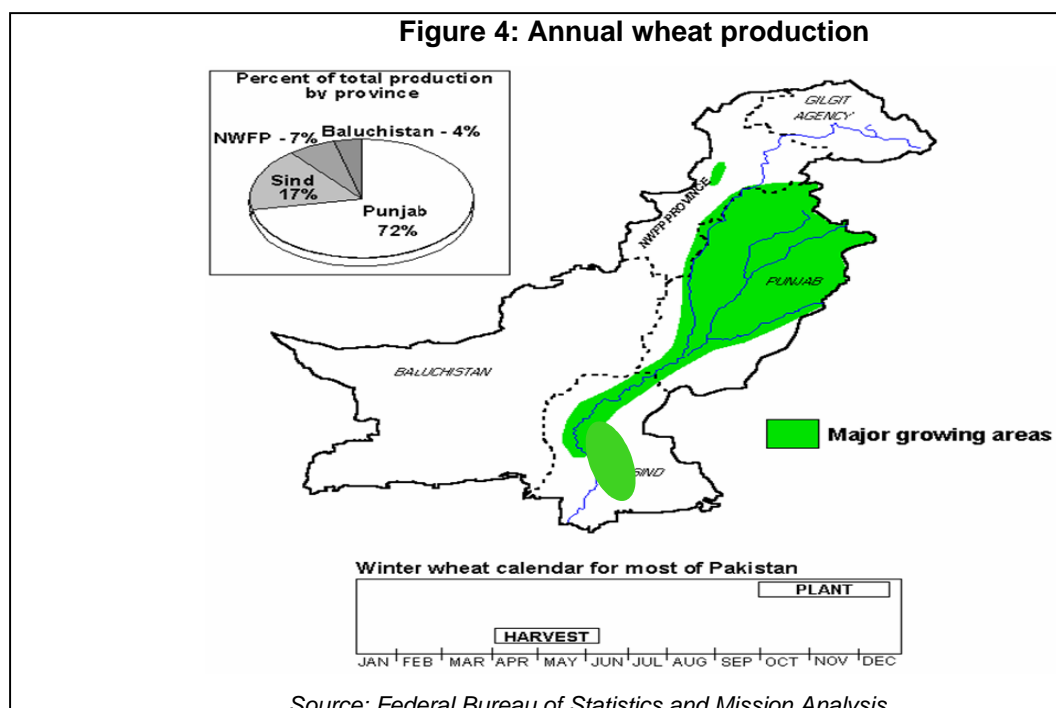 Figure 4: Annual wheat production
Percent of total production
by province
NWFP - 7%
Baluchistan - 4%
Sind
17%
Punjab
72%
GILGIT
AGENCY
NWFP PROVINCE
PUNJAB
BALUCHISTAN
SIND
Major growing areas
Winter wheat calendar for most of Pakistan
PLANT
HARVEST
JAN FEB MAR APR MAY JUN JUL AUG SEP OCT NOV DEC
Source: Federal Bureau of Statistics and Mission Analysis